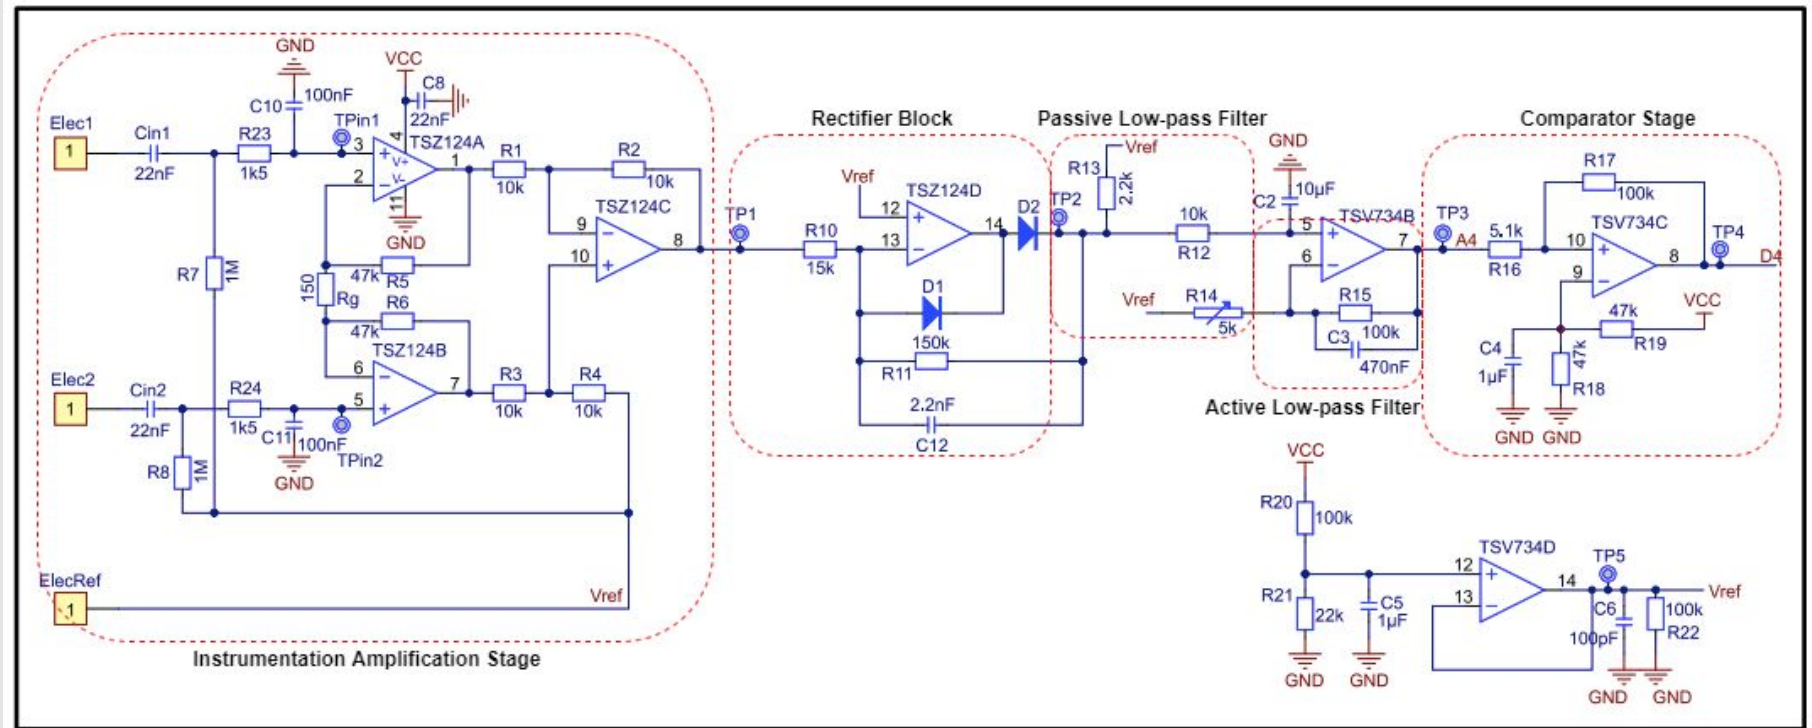 GND
VCC
C8
22nF
C10
100nF
Elec1
1
Cin1
22nF
R23
1k5
TPin1
3
2
4
11
V+
V-
TSZ124A
1
GND
R1
10k
R2
10k
TSZ124C
9
10
8
R7
1M
47k
R5
150
Rg
R6
47k
TSZ124B
6
5
7
Elec2
1
Cin2
22nF
R24
1k5
C11
100nF
TPin2
GND
R8
1M
R3
10k
R4
10k
ElecRef
1
Vref
Instrumentation Amplification Stage
Rectifier Block
TP1
R10
15k
Vref
12
13
TSZ124D
14
D2
D1
150k
R11
2.2nF
C12
Passive Low-pass Filter
TP2
R13
2.2k
Vref
10k
R12
GND
C2
10µF
TSV734B
5
6
7
Vref
R14
5k
R15
100k
C3
470nF
Active Low-pass Filter
Comparator Stage
TP3
A4
5.1k
R16
R17
100k
TSV734C
10
9
8
TP4
D4
VCC
47k
R19
C4
1µF
47k
R18
GND
GND
VCC
R20
100k
R21
22k
C5
1µF
GND
GND
TSV734D
12
13
14
TP5
Vref
C6
100pF
100k
R22
GND
GND